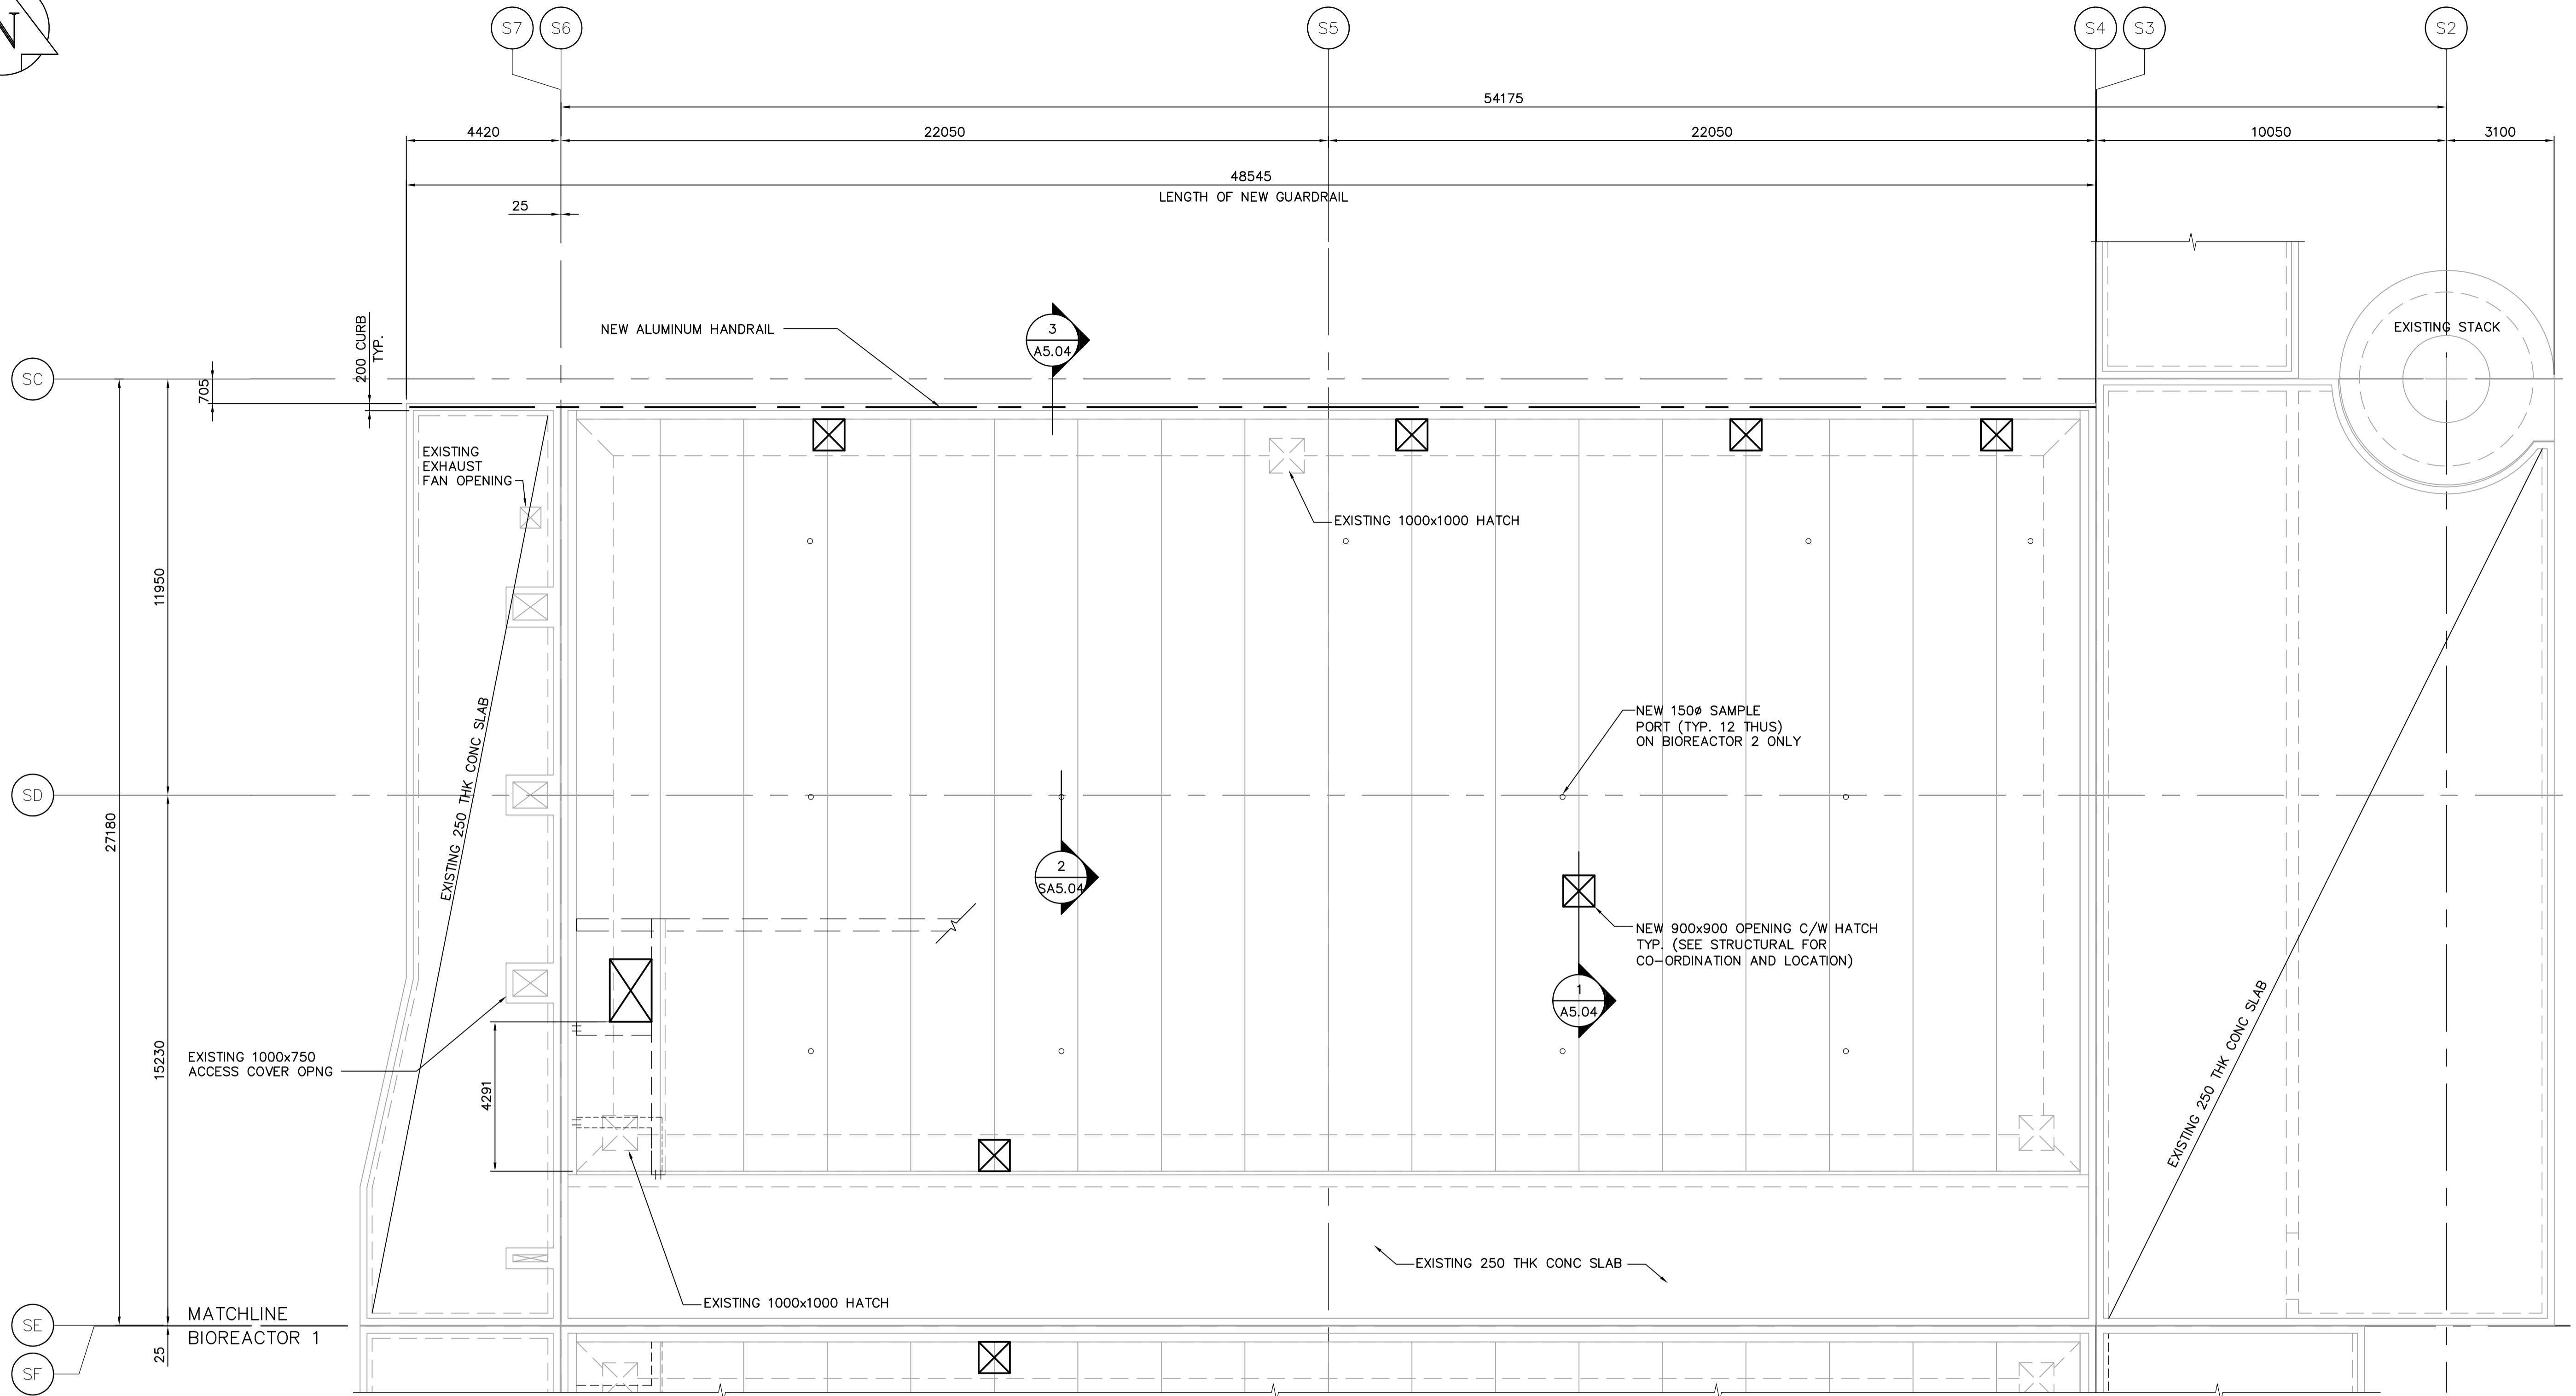 N
S7
S6
S5
S4
S3
S2
54175
4420
22050
22050
10050
3100
48545
LENGTH OF NEW GUARDRAIL
25
200 CURB
TYP.
NEW ALUMINUM HANDRAIL
3
A5.04
EXISTING STACK
SC
705
EXISTING
EXHAUST
FAN OPENING
EXISTING 1000x1000 HATCH
11950
EXISTING 250 THK CONC SLAB
NEW 150ø SAMPLE
PORT (TYP. 12 THUS)
ON BIOREACTOR 2 ONLY
SD
27180
2
SA5.04
NEW 900x900 OPENING C/W HATCH
TYP. (SEE STRUCTURAL FOR
CO-ORDINATION AND LOCATION)
1
A5.04
EXISTING 1000x750
ACCESS COVER OPNG
15230
4291
EXISTING 250 THK CONC SLAB
EXISTING 250 THK CONC SLAB
EXISTING 1000x1000 HATCH
SE
MATCHLINE
BIOREACTOR 1
25
SF